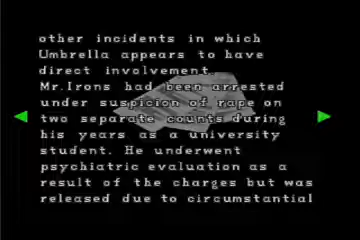 other incidents in which
Umbrella appears to have
direct involvement.
Mr.Irons had been arrested
under suspicion of rape on
two separate counts during
his years as a university
student. He underwent
psychiatric evaluation as a
result of the charges but was
released due to circumstantial